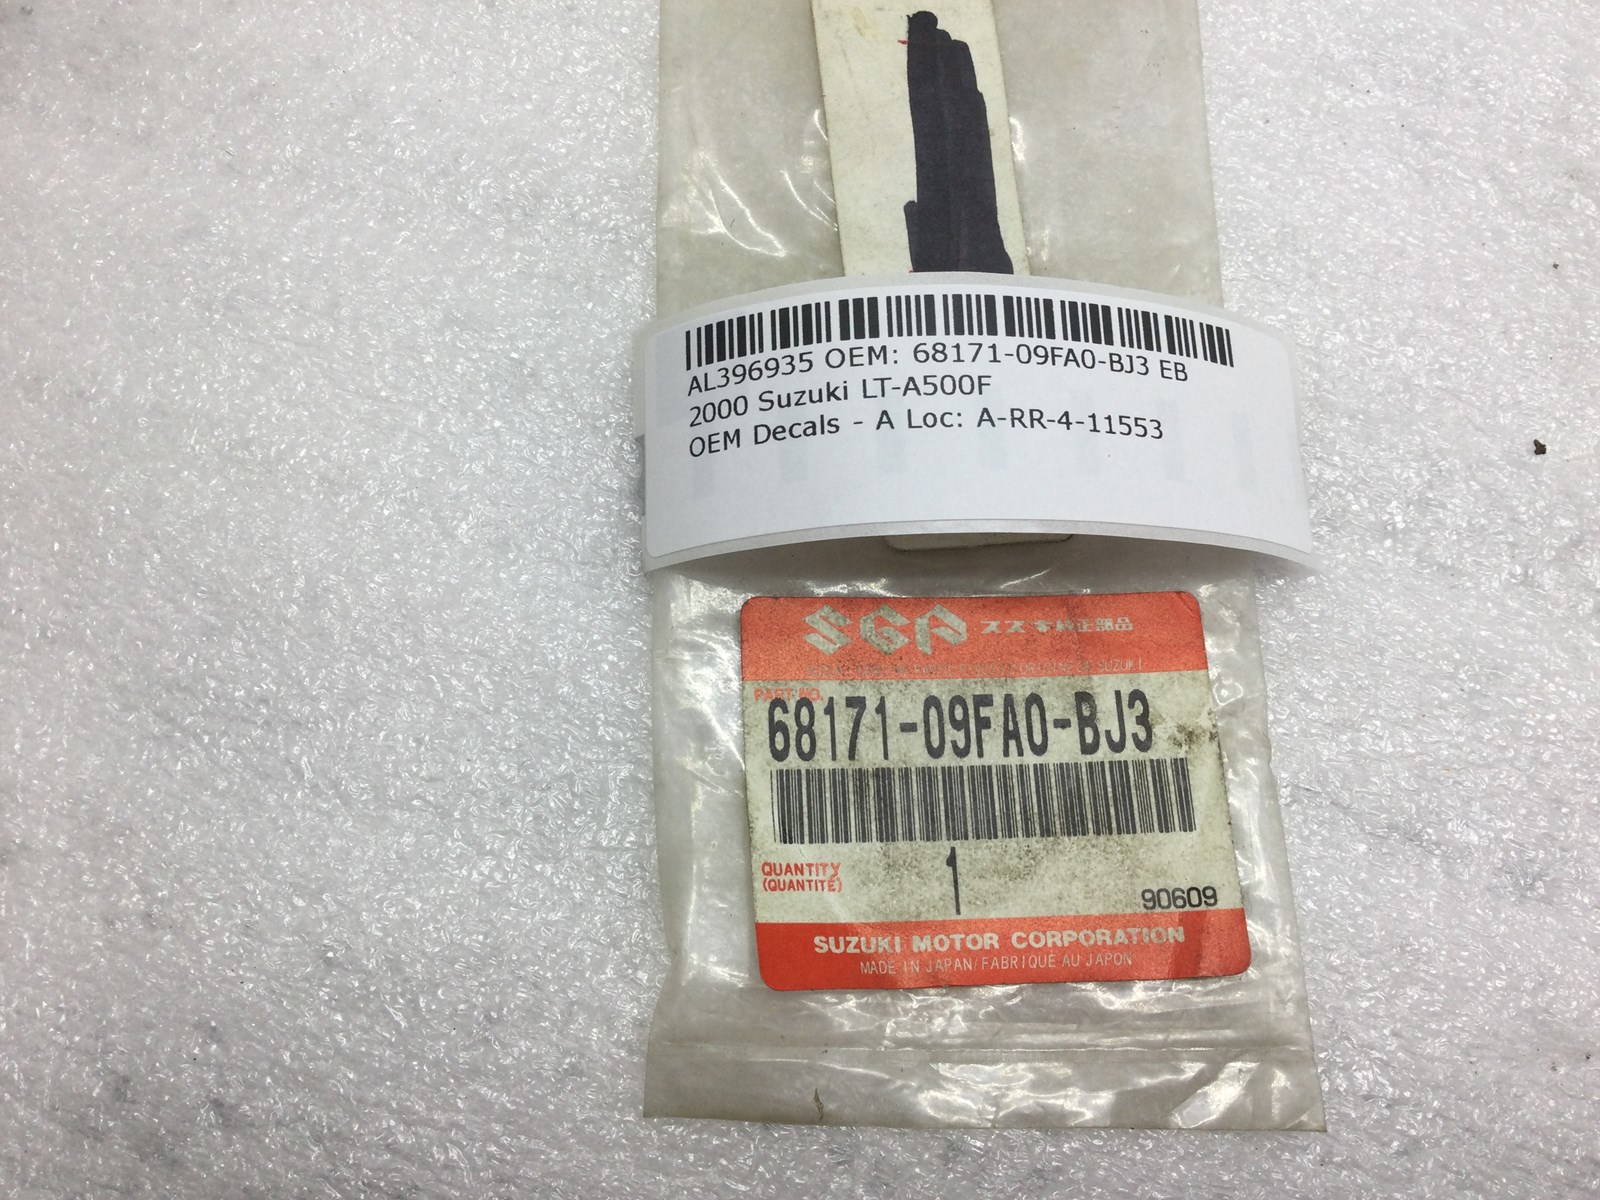 AL396935 OEM: 68171-09FA0-BJ3 EB
2000 Suzuki LT-A500F
OEM Decals - A Loc: A-RR-4-11553
SGP スズキ純正部品
PART NO.
68171-09FA0-BJ3
QUANTITY
(QUANTITÉ)
1
90609
SUZUKI MOTOR CORPORATION
MADE IN JAPAN/FABRIQUE AU JAPON